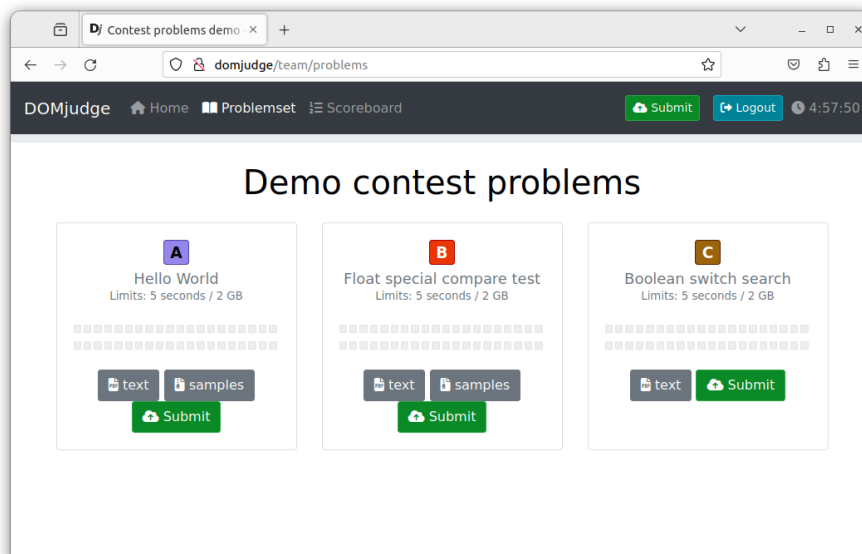 Dj Contest problems demo
domjudge/team/problems
DOMjudge Home Problemset Scoreboard Submit Logout 4:57:50
Demo contest problems
A
Hello World
Limits: 5 seconds / 2 GB
text samples
Submit
B
Float special compare test
Limits: 5 seconds / 2 GB
text samples
Submit
C
Boolean switch search
Limits: 5 seconds / 2 GB
text Submit